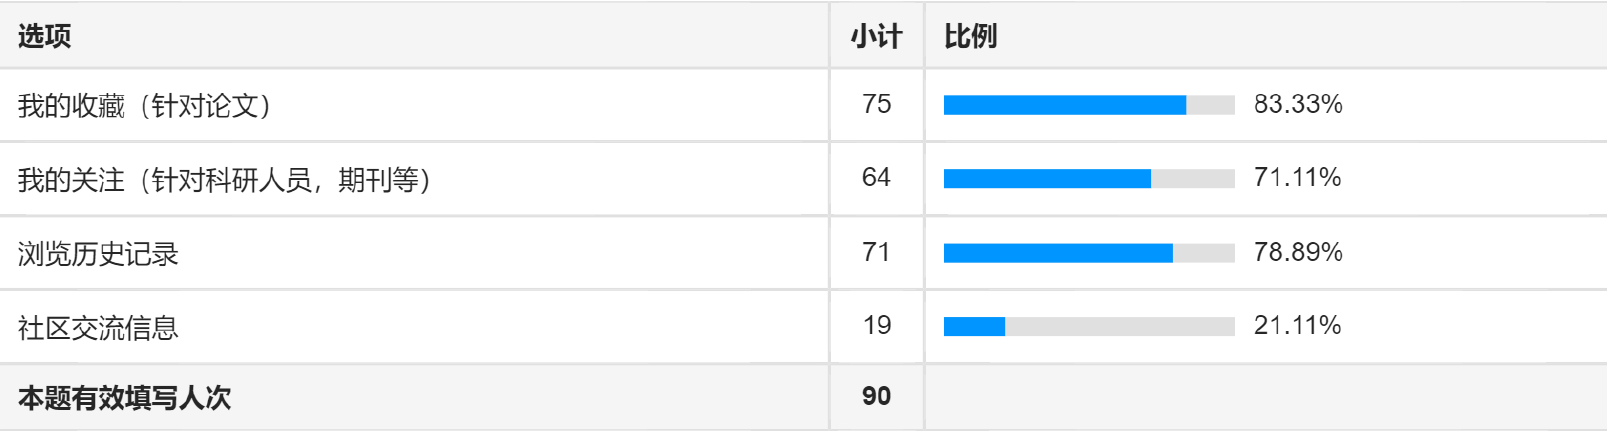 选项 小计 比例
我的收藏（针对论文） 75 83.33%
我的关注（针对科研人员，期刊等） 64 71.11%
浏览历史记录 71 78.89%
社区交流信息 19 21.11%
本题有效填写人次 90